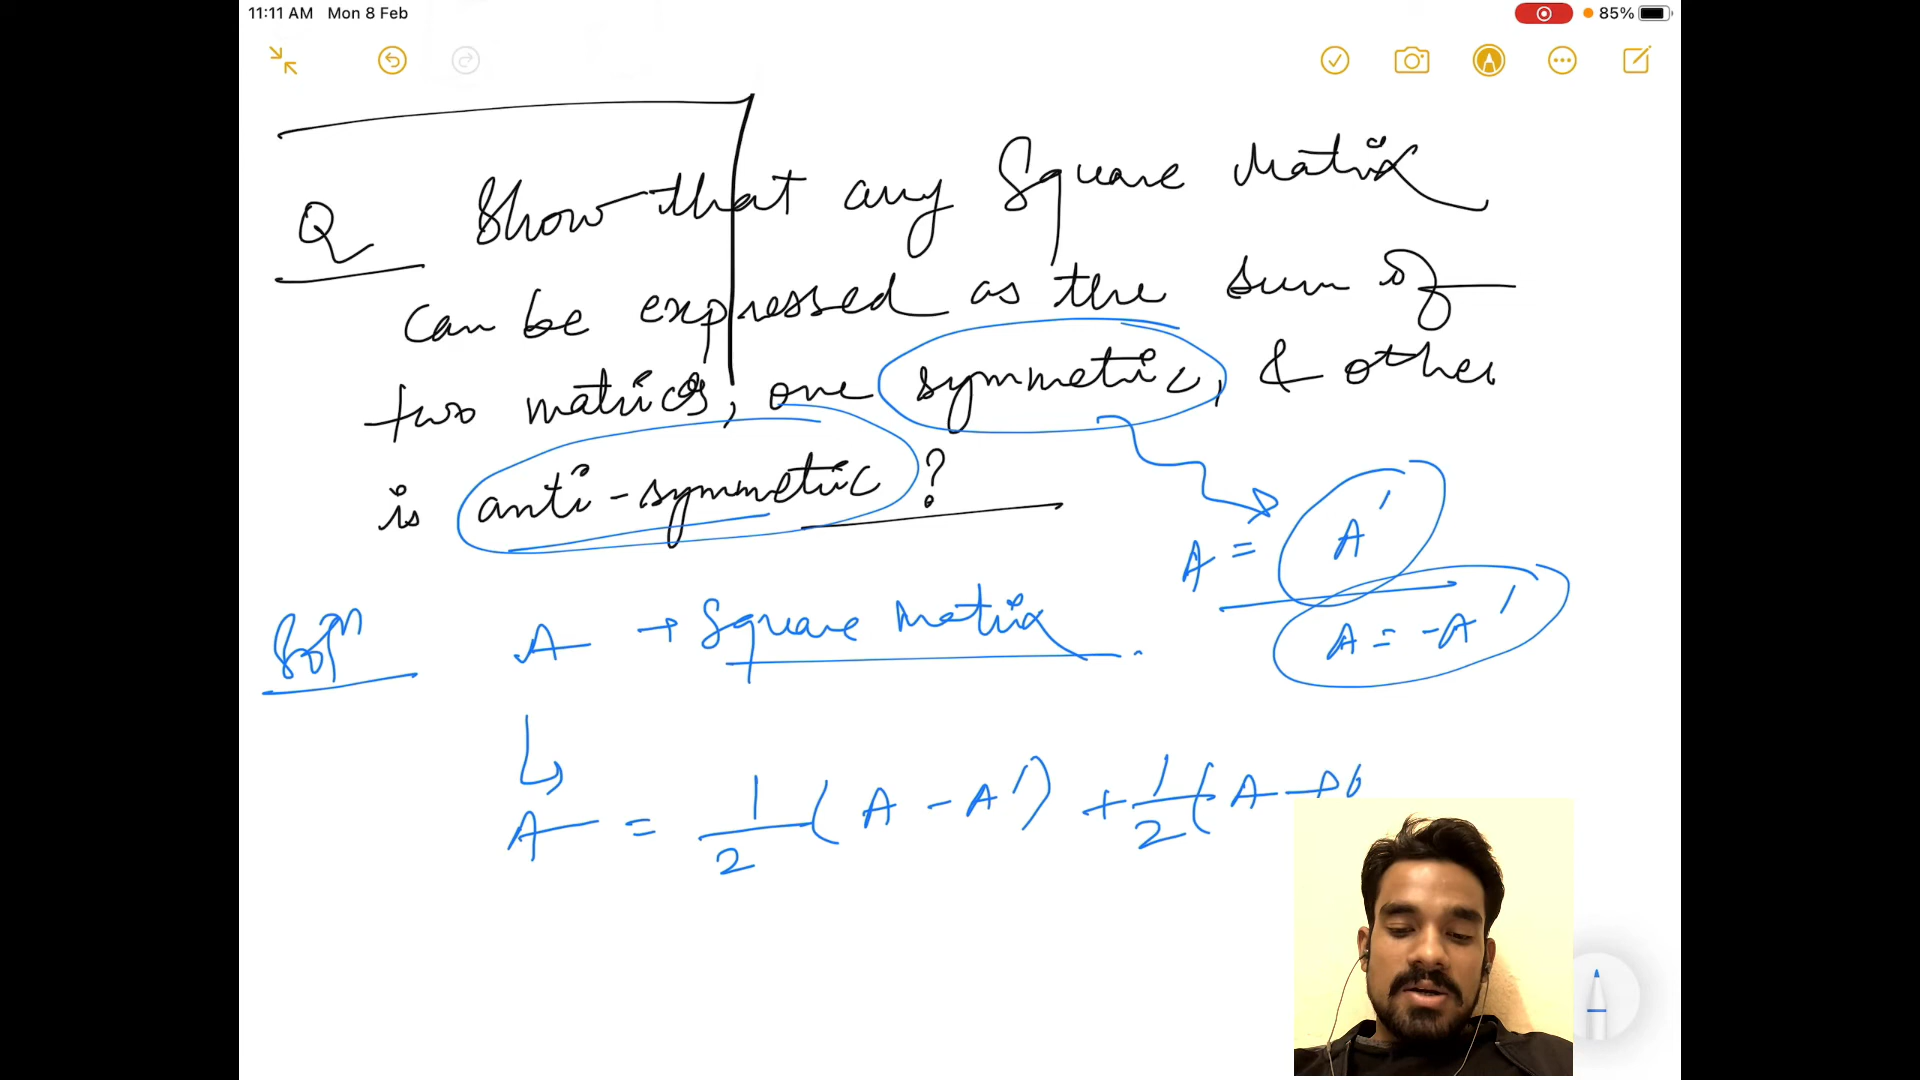 11:11 AM Mon 8 Feb
85%
Q Show that any Square Matrix
can be expressed as the sum of
two matrices, one symmetric, & other
is anti-symmetric ?
A = A'
A = -A'
Solⁿ A → Square Matrix.
A = 1/2 ( A - A' ) + 1/2 ( A